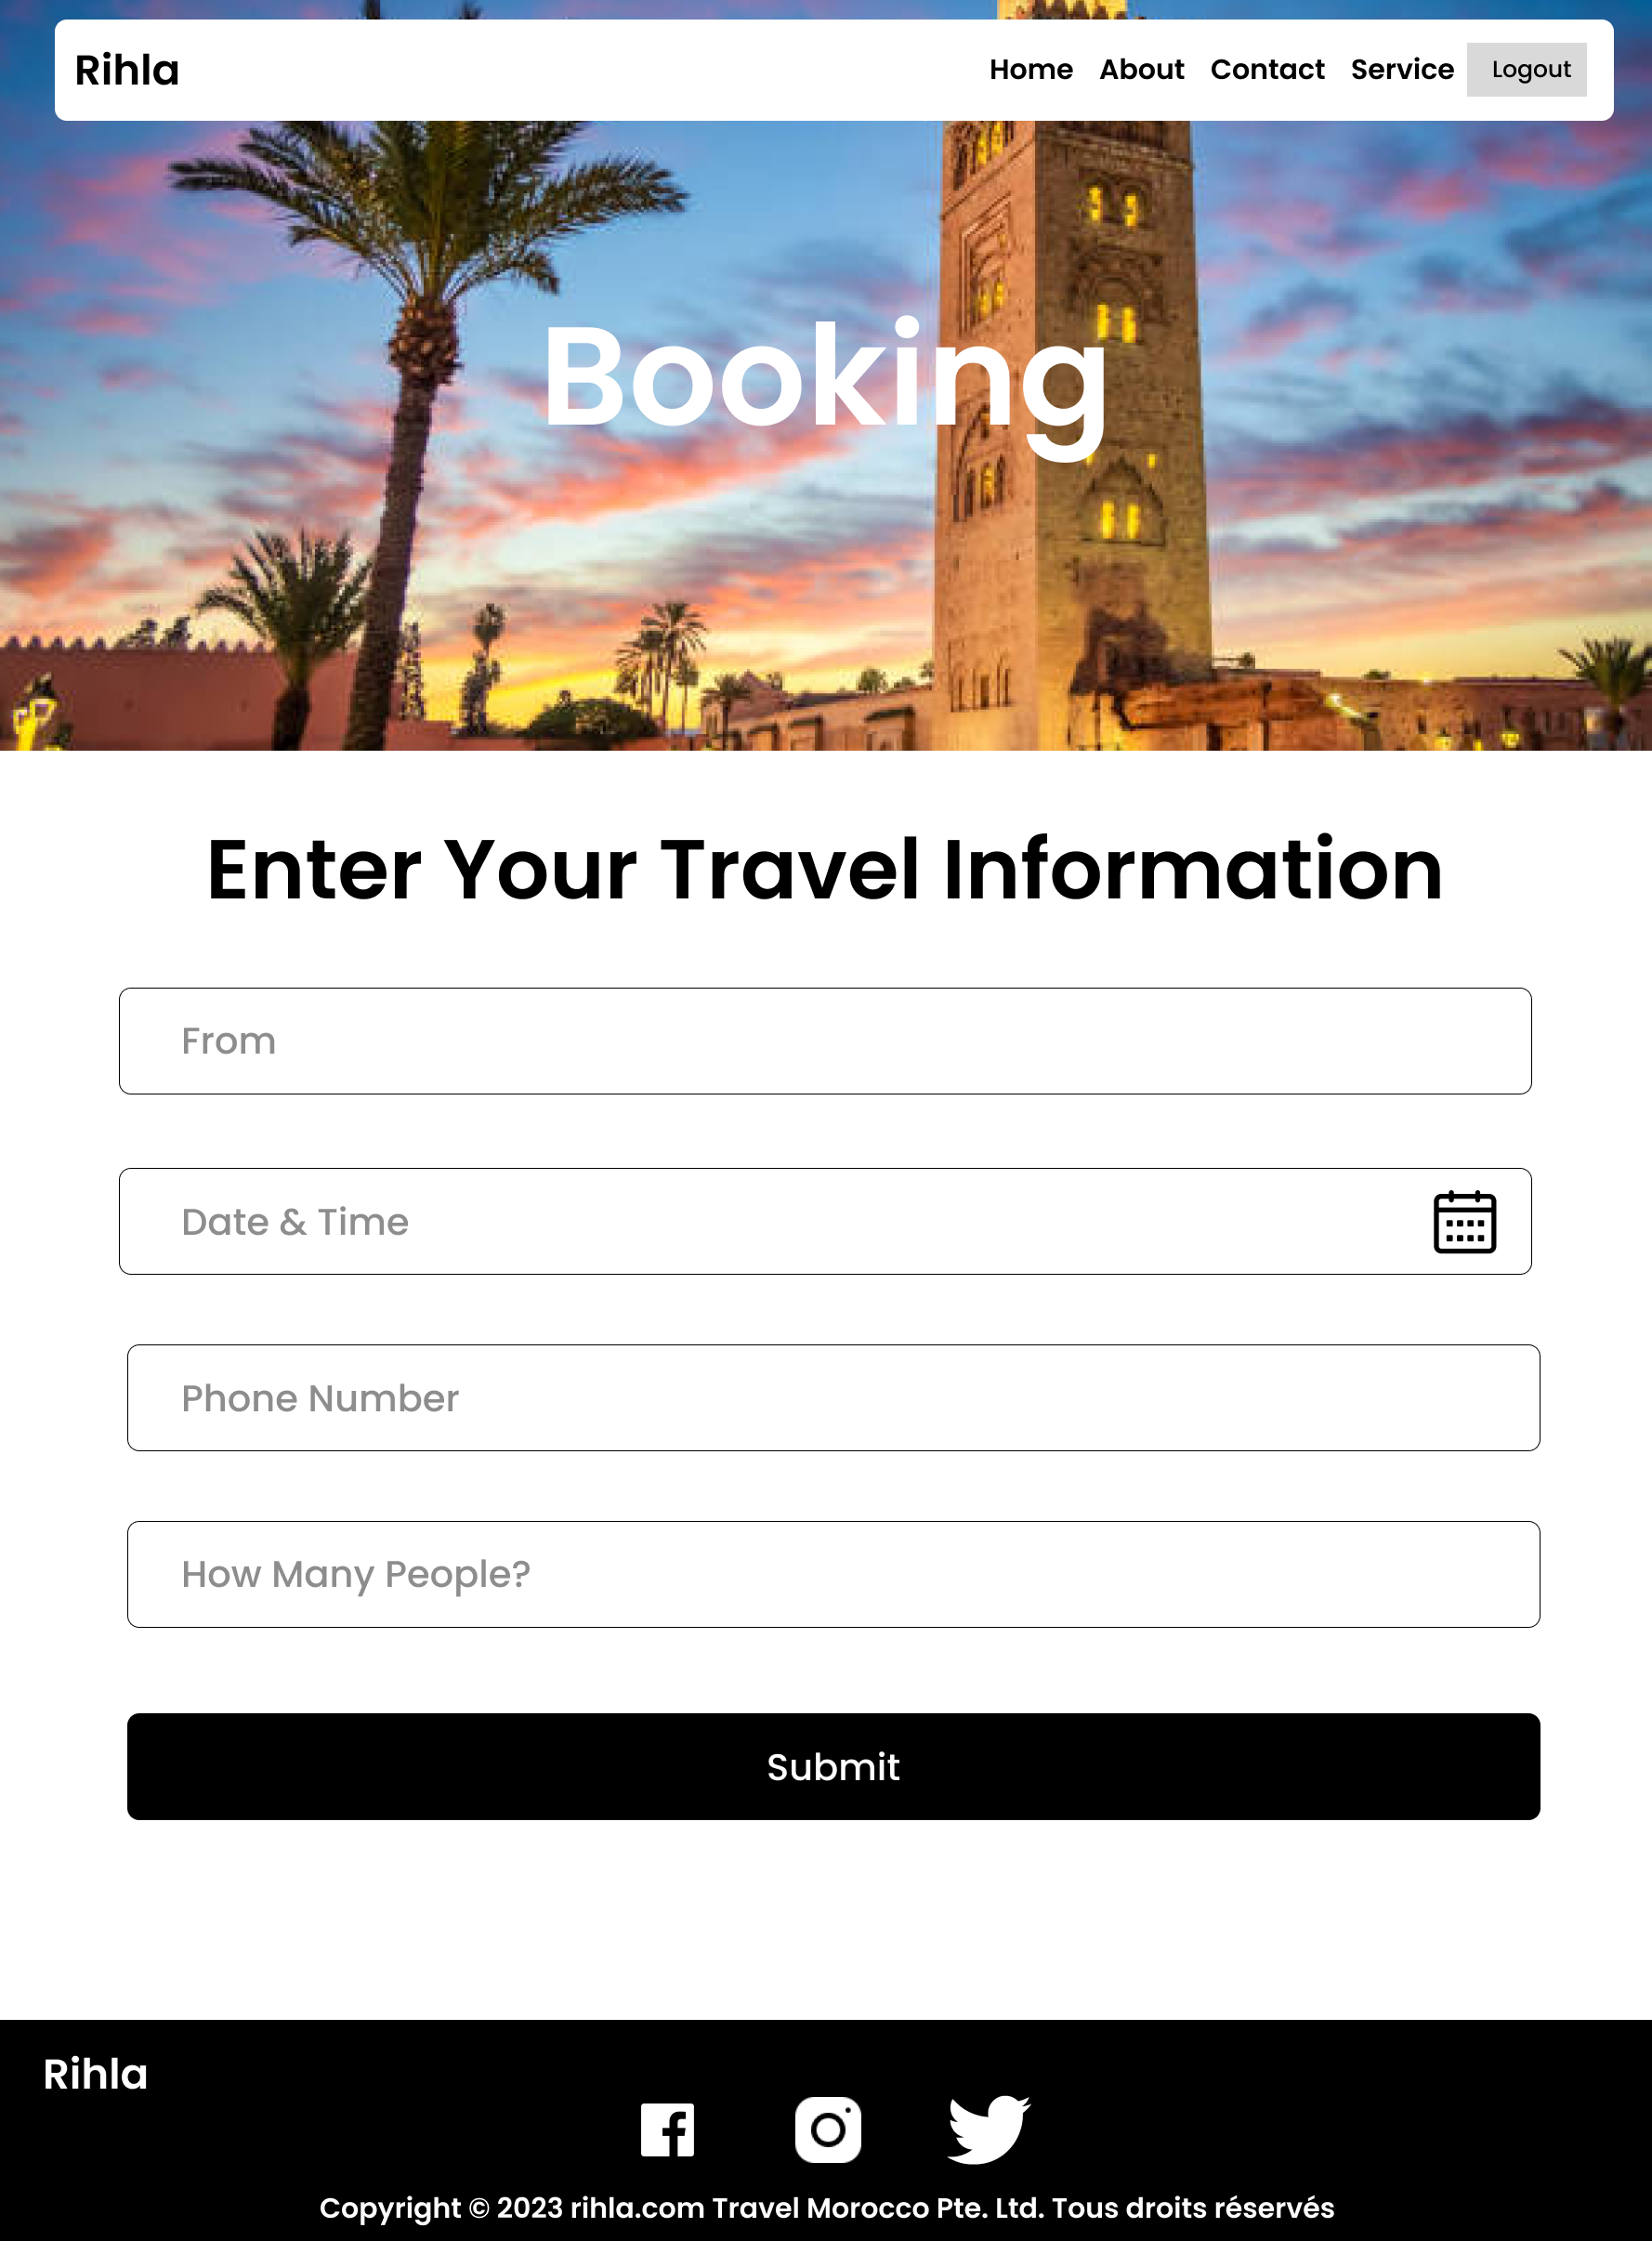 Rihla
Home About Contact Service Logout
Booking
Enter Your Travel Information
From
Date & Time
Phone Number
How Many People?
Submit
Rihla
Copyright © 2023 rihla.com Travel Morocco Pte. Ltd. Tous droits réservés